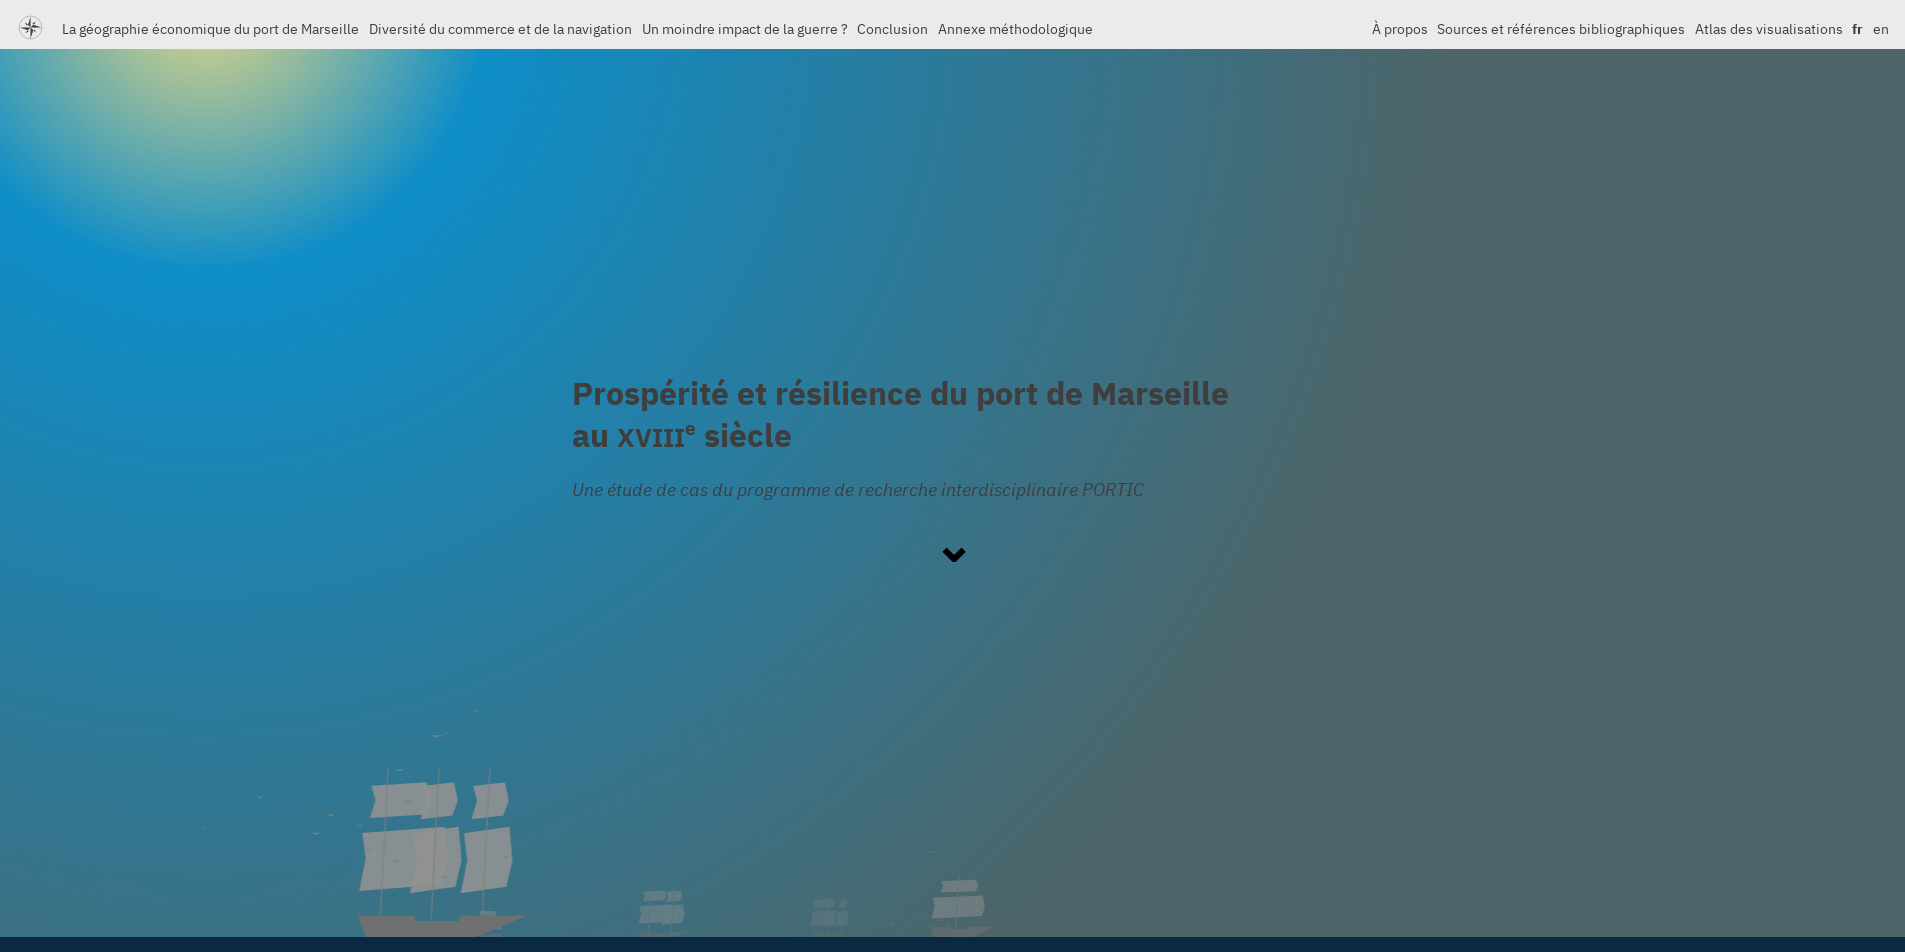 La géographie économique du port de Marseille Diversité du commerce et de la navigation Un moindre impact de la guerre ? Conclusion Annexe méthodologique À propos Sources et références bibliographiques Atlas des visualisations fr en
Prospérité et résilience du port de Marseille
au XVIIIe siècle
Une étude de cas du programme de recherche interdisciplinaire PORTIC